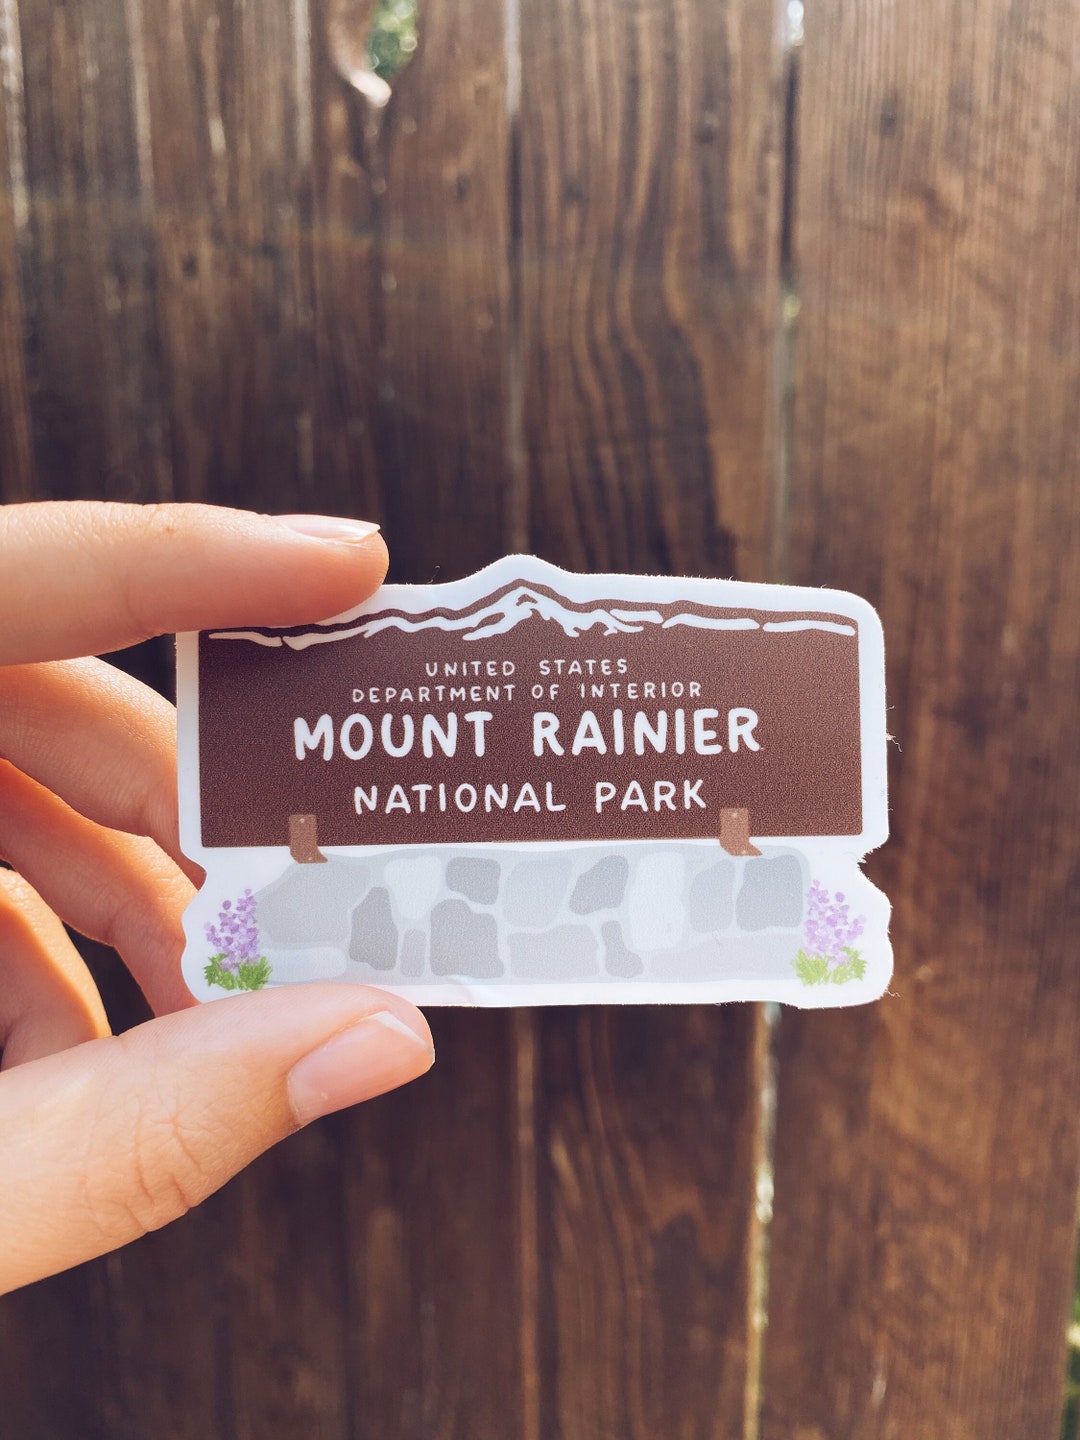 UNITED STATES
DEPARTMENT OF INTERIOR
MOUNT RAINIER
NATIONAL PARK